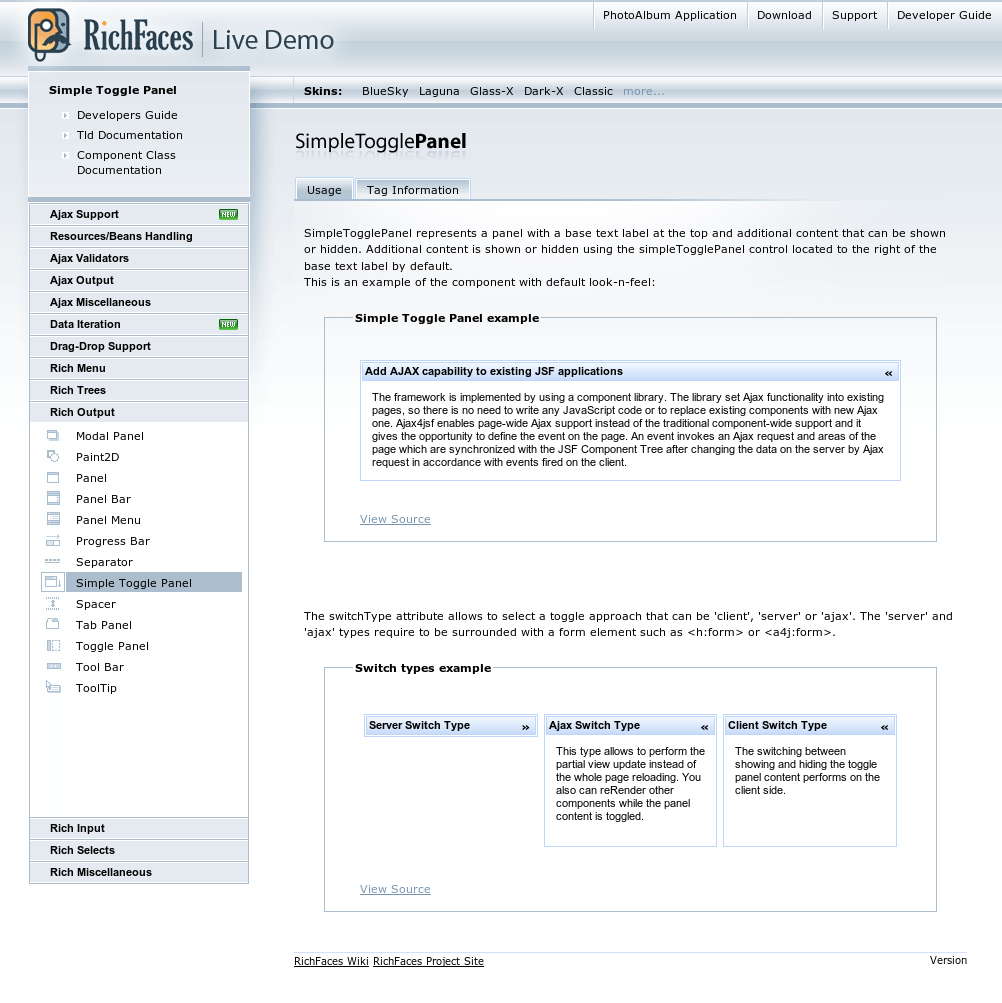 PhotoAlbum Application Download Support Developer Guide
RichFaces Live Demo
Simple Toggle Panel
Developers Guide
Tld Documentation
Component Class
Documentation
Skins: BlueSky Laguna Glass-X Dark-X Classic more...
Ajax Support NEW
Resources/Beans Handling
Ajax Validators
Ajax Output
Ajax Miscellaneous
Data Iteration NEW
Drag-Drop Support
Rich Menu
Rich Trees
Rich Output
Modal Panel
Paint2D
Panel
Panel Bar
Panel Menu
Progress Bar
Separator
Simple Toggle Panel
Spacer
Tab Panel
Toggle Panel
Tool Bar
ToolTip
Rich Input
Rich Selects
Rich Miscellaneous
SimpleTogglePanel
Usage Tag Information
SimpleTogglePanel represents a panel with a base text label at the top and additional content that can be shown
or hidden. Additional content is shown or hidden using the simpleTogglePanel control located to the right of the
base text label by default.
This is an example of the component with default look-n-feel:
Simple Toggle Panel example
Add AJAX capability to existing JSF applications «
The framework is implemented by using a component library. The library set Ajax functionality into existing
pages, so there is no need to write any JavaScript code or to replace existing components with new Ajax
one. Ajax4jsf enables page-wide Ajax support instead of the traditional component-wide support and it
gives the opportunity to define the event on the page. An event invokes an Ajax request and areas of the
page which are synchronized with the JSF Component Tree after changing the data on the server by Ajax
request in accordance with events fired on the client.
View Source
The switchType attribute allows to select a toggle approach that can be 'client', 'server' or 'ajax'. The 'server' and
'ajax' types require to be surrounded with a form element such as <h:form> or <a4j:form>.
Switch types example
Server Switch Type »
Ajax Switch Type «
This type allows to perform the
partial view update instead of
the whole page reloading. You
also can reRender other
components while the panel
content is toggled.
Client Switch Type «
The switching between
showing and hiding the toggle
panel content performs on the
client side.
View Source
RichFaces Wiki RichFaces Project Site Version